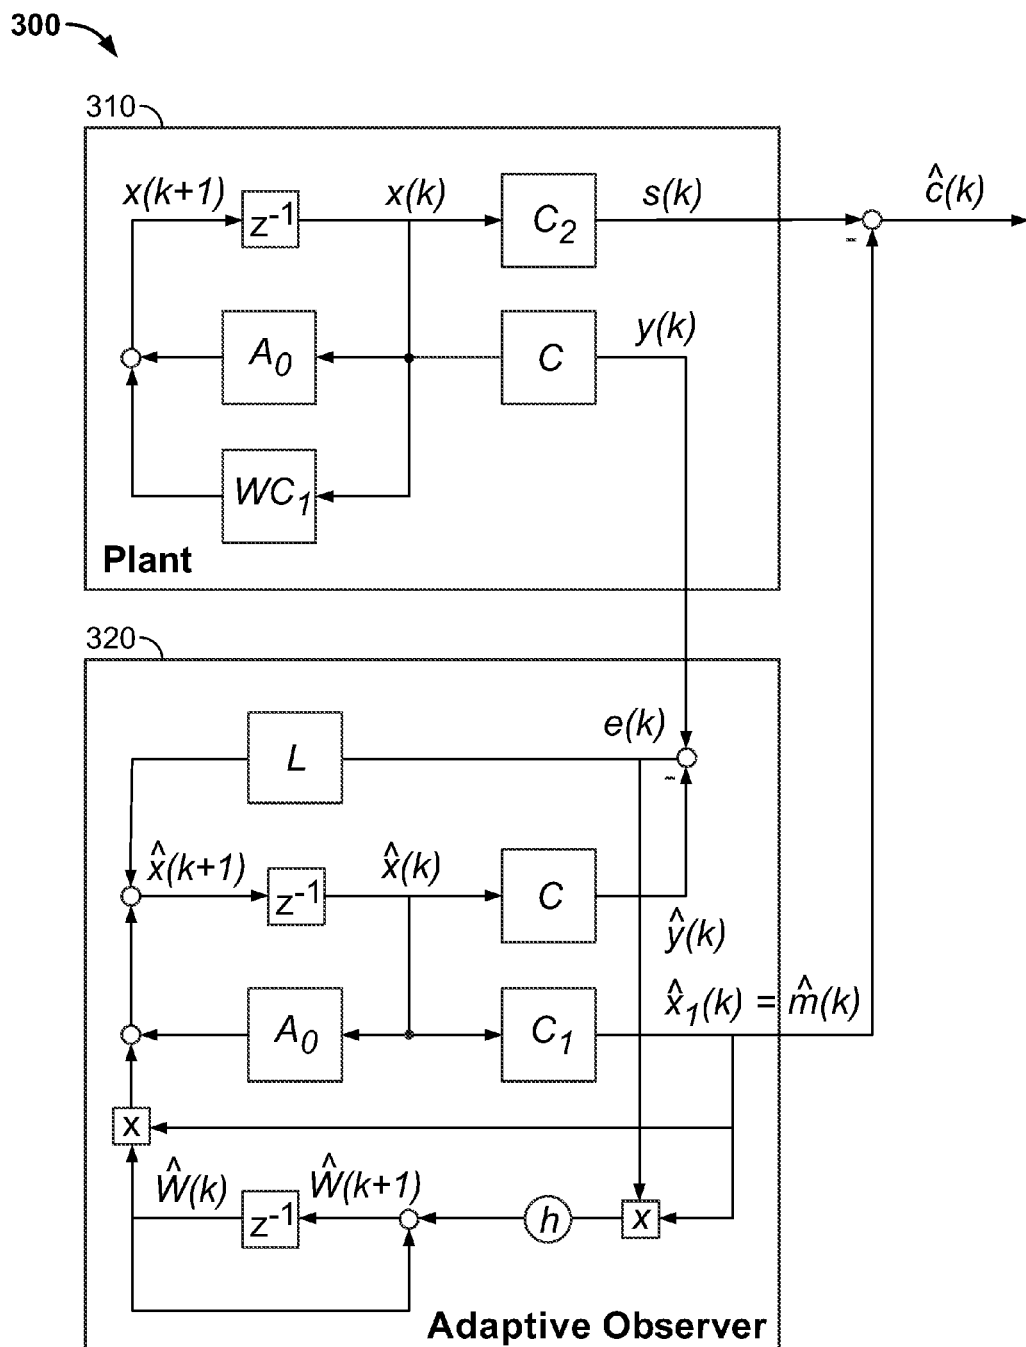 300
310
x(k+1)
z⁻¹
x(k)
C₂
s(k)
ĉ(k)
-
A₀
C
y(k)
WC₁
Plant
320
L
e(k)
-
x̂(k+1)
z⁻¹
x̂(k)
C
ŷ(k)
A₀
C₁
x̂₁(k) = m̂(k)
x
Ŵ(k)
z⁻¹
Ŵ(k+1)
h
x
Adaptive Observer